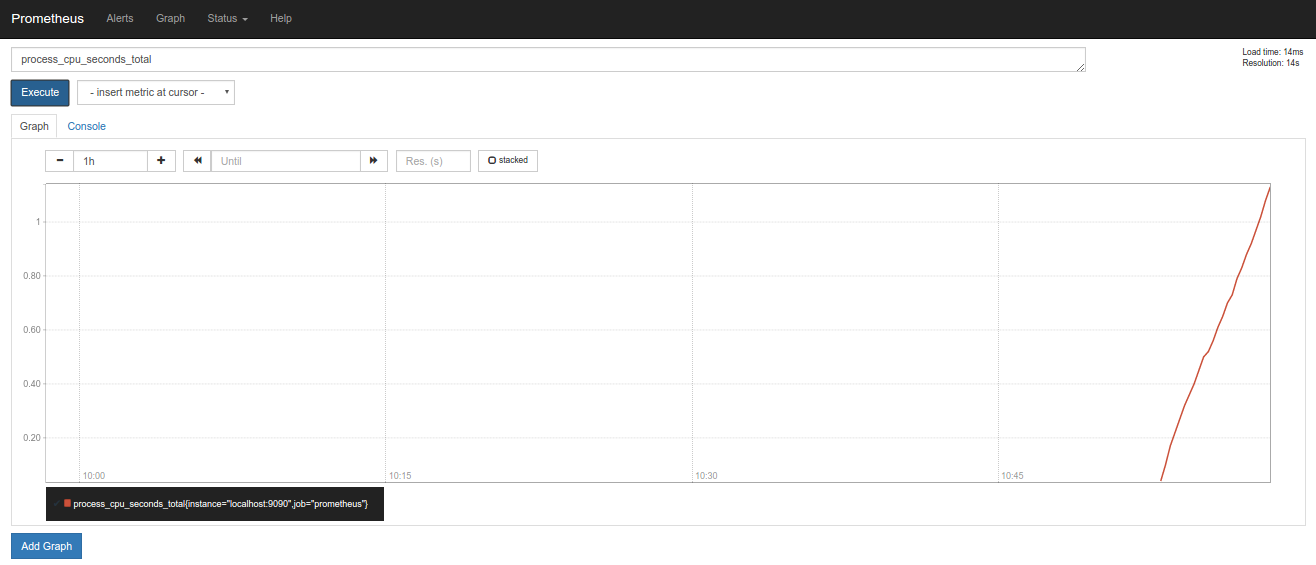 Prometheus Alerts Graph Status Help
process_cpu_seconds_total
Load time: 14ms
Resolution: 14s
Execute - insert metric at cursor -
Graph Console
1h Until Res. (s) stacked
1
0.80
0.60
0.40
0.20
10:00 10:15 10:30 10:45
process_cpu_seconds_total{instance="localhost:9090",job="prometheus"}
Add Graph